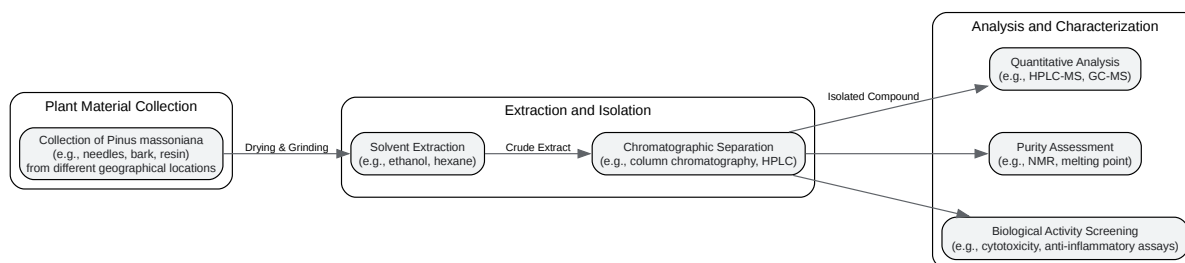 Plant Material Collection
Collection of Pinus massoniana
(e.g., needles, bark, resin)
from different geographical locations
Drying & Grinding
Extraction and Isolation
Solvent Extraction
(e.g., ethanol, hexane)
Crude Extract
Chromatographic Separation
(e.g., column chromatography, HPLC)
Isolated Compound
Analysis and Characterization
Quantitative Analysis
(e.g., HPLC-MS, GC-MS)
Purity Assessment
(e.g., NMR, melting point)
Biological Activity Screening
(e.g., cytotoxicity, anti-inflammatory assays)